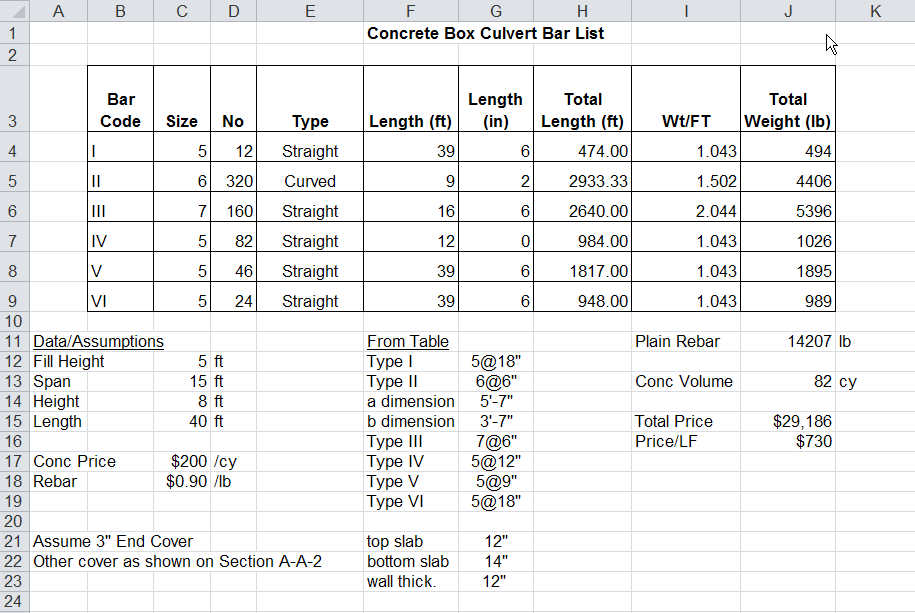 A B C D E F G H I J K
1 Concrete Box Culvert Bar List
2
3 Bar Code Size No Type Length (ft) Length (in) Total Length (ft) Wt/FT Total Weight (lb)
4 I 5 12 Straight 39 6 474.00 1.043 494
5 II 6 320 Curved 9 2 2933.33 1.502 4406
6 III 7 160 Straight 16 6 2640.00 2.044 5396
7 IV 5 82 Straight 12 0 984.00 1.043 1026
8 V 5 46 Straight 39 6 1817.00 1.043 1895
9 VI 5 24 Straight 39 6 948.00 1.043 989
10
11 Data/Assumptions From Table Plain Rebar 14207 lb
12 Fill Height 5 ft Type I 5@18"
13 Span 15 ft Type II 6@6" Conc Volume 82 cy
14 Height 8 ft a dimension 5'-7"
15 Length 40 ft b dimension 3'-7" Total Price $29,186
16 Type III 7@6" Price/LF $730
17 Conc Price $200 /cy Type IV 5@12"
18 Rebar $0.90 /lb Type V 5@9"
19 Type VI 5@18"
20
21 Assume 3" End Cover top slab 12"
22 Other cover as shown on Section A-A-2 bottom slab 14"
23 wall thick. 12"
24